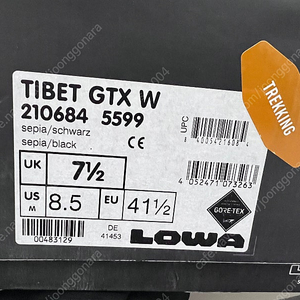 TIBET GTX W
210684 5599
sepia/schwarz
sepia/black
CE
UPC
TREKKING
UK 7½
US M 8.5 EU 41½
4 052471 073263
GORE-TEX
00483129
DE 41453
LOWA